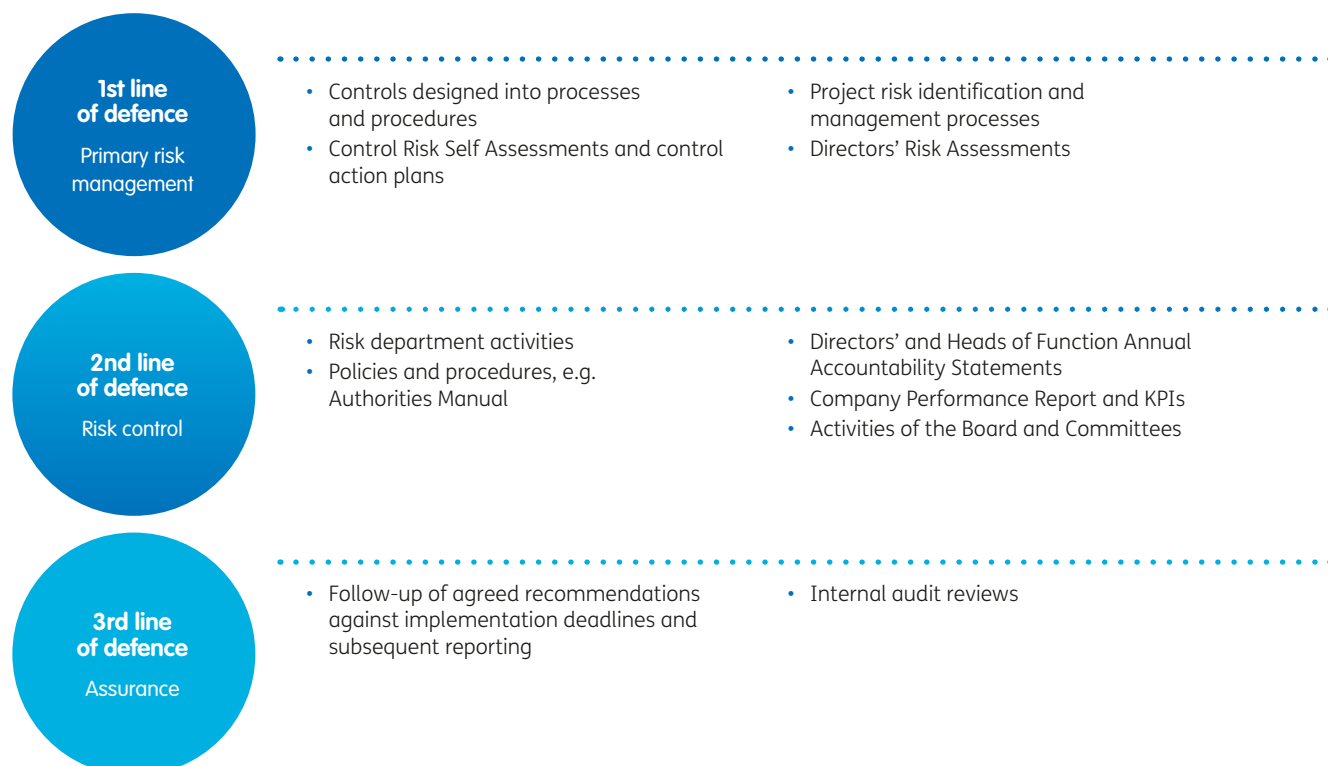 1st line
of defence
Primary risk
management
• Controls designed into processes
and procedures
• Control Risk Self Assessments and control
action plans
• Project risk identification and
management processes
• Directors’ Risk Assessments
2nd line
of defence
Risk control
• Risk department activities
• Policies and procedures, e.g.
Authorities Manual
• Directors’ and Heads of Function Annual
Accountability Statements
• Company Performance Report and KPIs
• Activities of the Board and Committees
3rd line
of defence
Assurance
• Follow-up of agreed recommendations
against implementation deadlines and
subsequent reporting
• Internal audit reviews